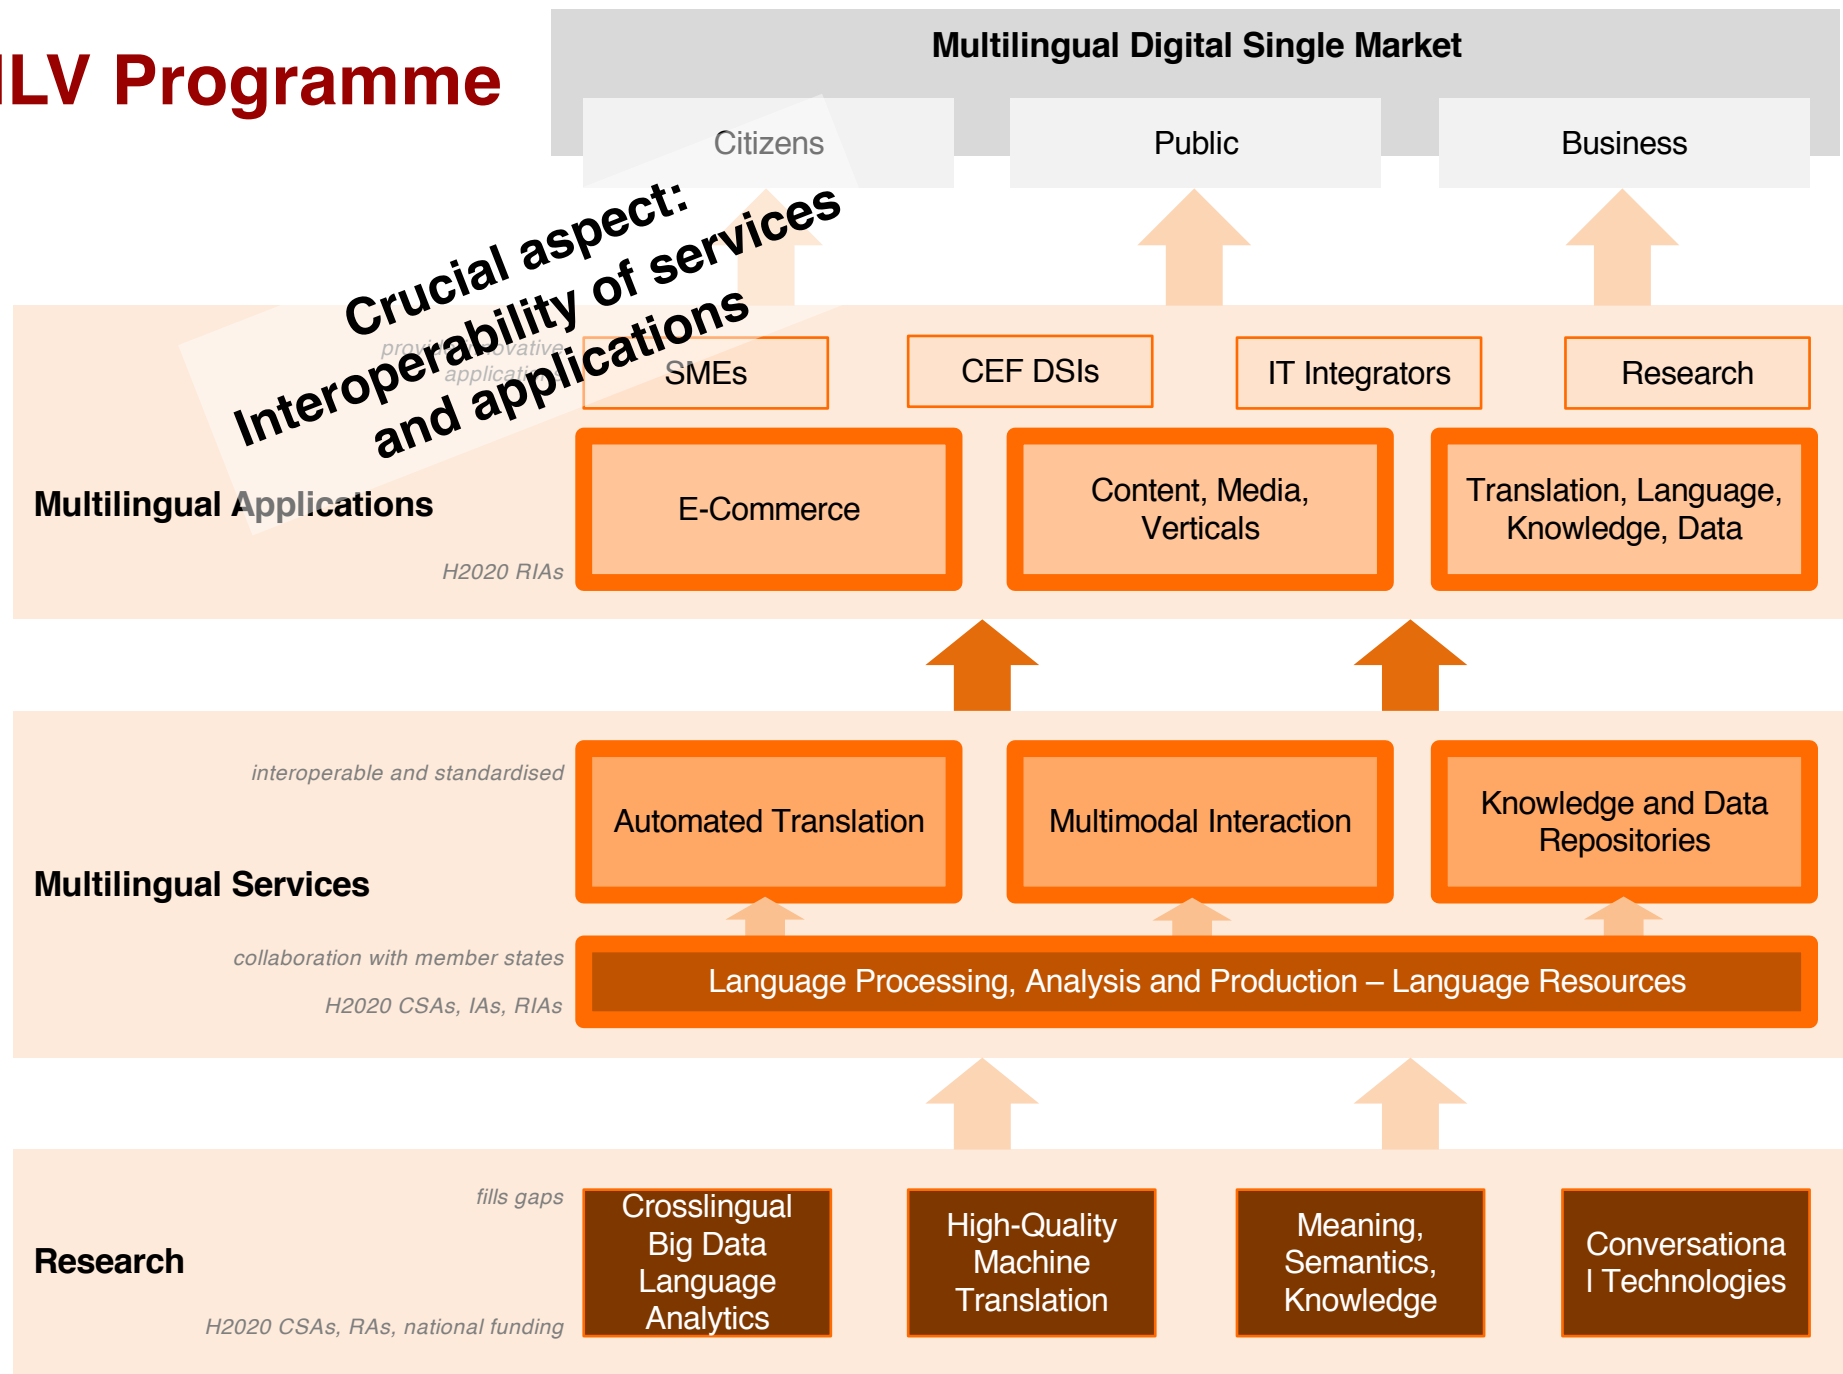 LV Programme
Multilingual Digital Single Market
Citizens
Public
Business
Crucial aspect:
Interoperability of services
and applications
provide innovative
applications
SMEs
CEF DSIs
IT Integrators
Research
Multilingual Applications
E-Commerce
Content, Media,
Verticals
Translation, Language,
Knowledge, Data
H2020 RIAs
interoperable and standardised
Automated Translation
Multimodal Interaction
Knowledge and Data
Repositories
Multilingual Services
collaboration with member states
H2020 CSAs, IAs, RIAs
Language Processing, Analysis and Production – Language Resources
fills gaps
Research
H2020 CSAs, RAs, national funding
Crosslingual
Big Data
Language
Analytics
High-Quality
Machine
Translation
Meaning,
Semantics,
Knowledge
Conversationa
l Technologies